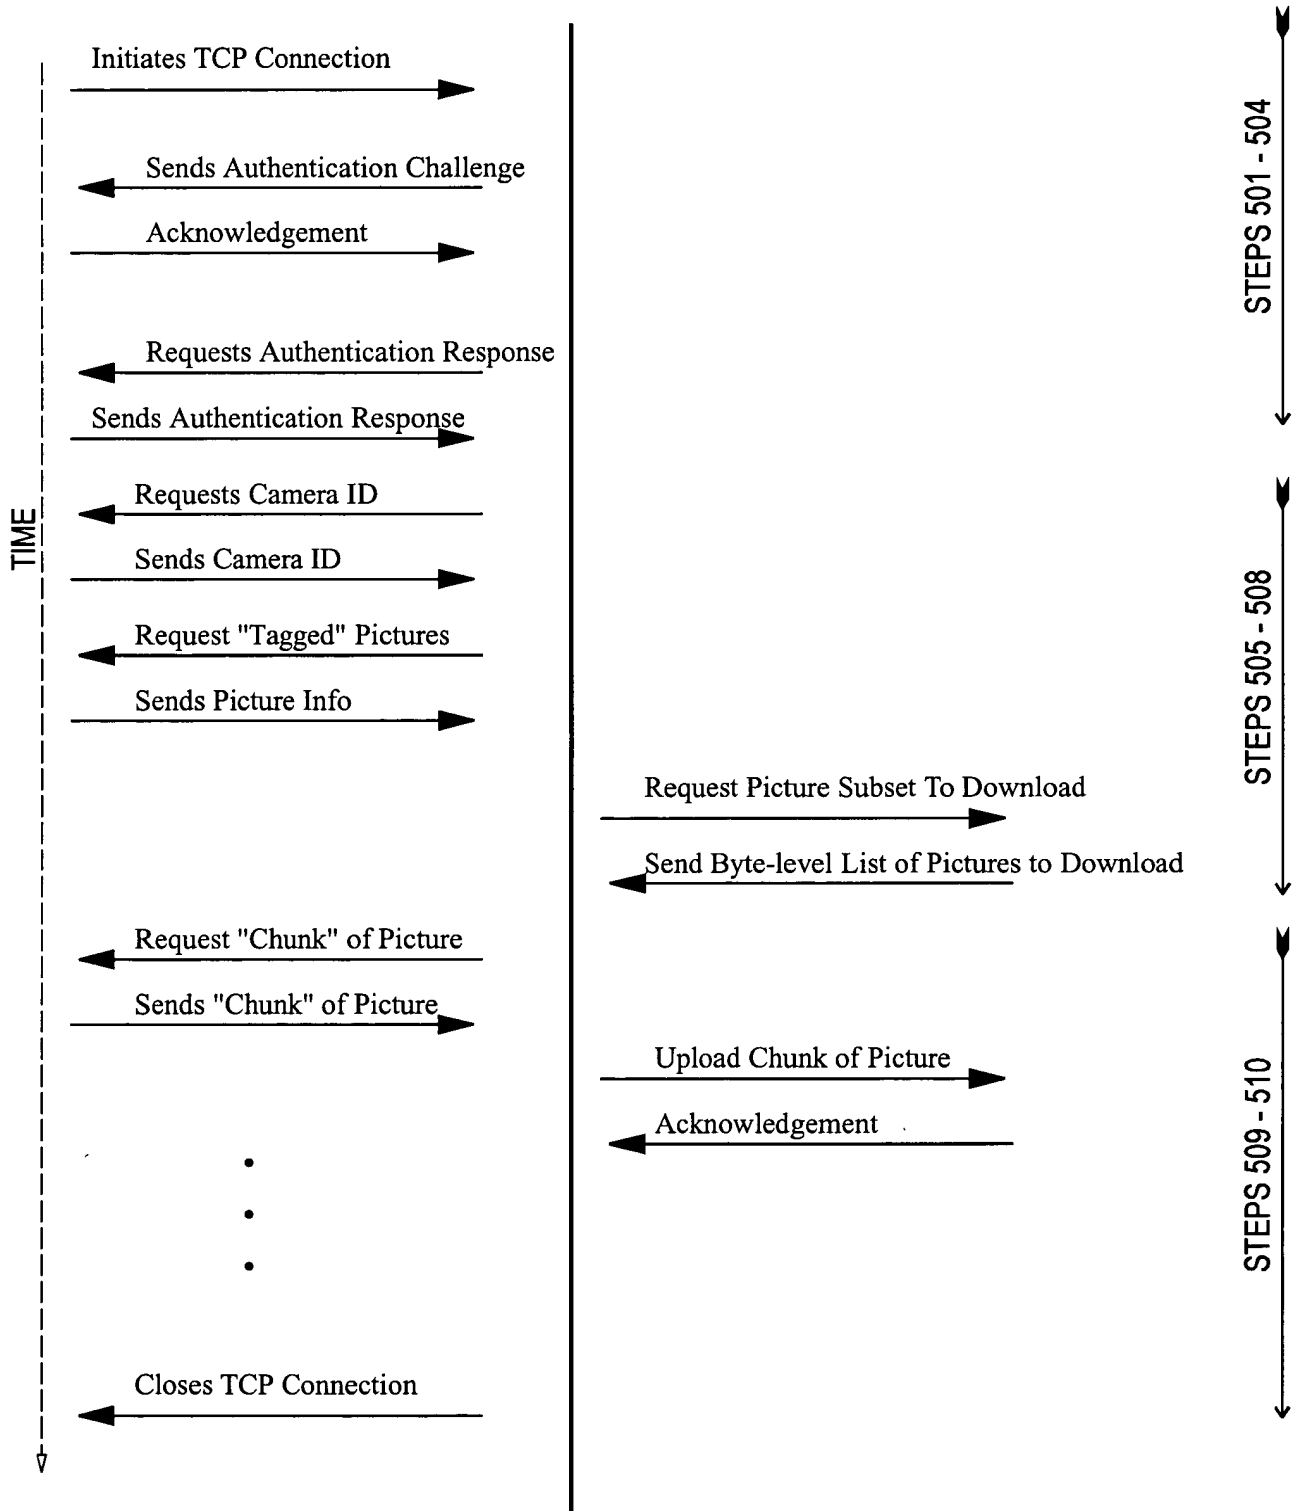 Initiates TCP Connection
Sends Authentication Challenge
Acknowledgement
Requests Authentication Response
Sends Authentication Response
Requests Camera ID
Sends Camera ID
Request "Tagged" Pictures
Sends Picture Info
Request Picture Subset To Download
Send Byte-level List of Pictures to Download
Request "Chunk" of Picture
Sends "Chunk" of Picture
Upload Chunk of Picture
Acknowledgement
Closes TCP Connection
TIME
STEPS 501 - 504
STEPS 505 - 508
STEPS 509 - 510